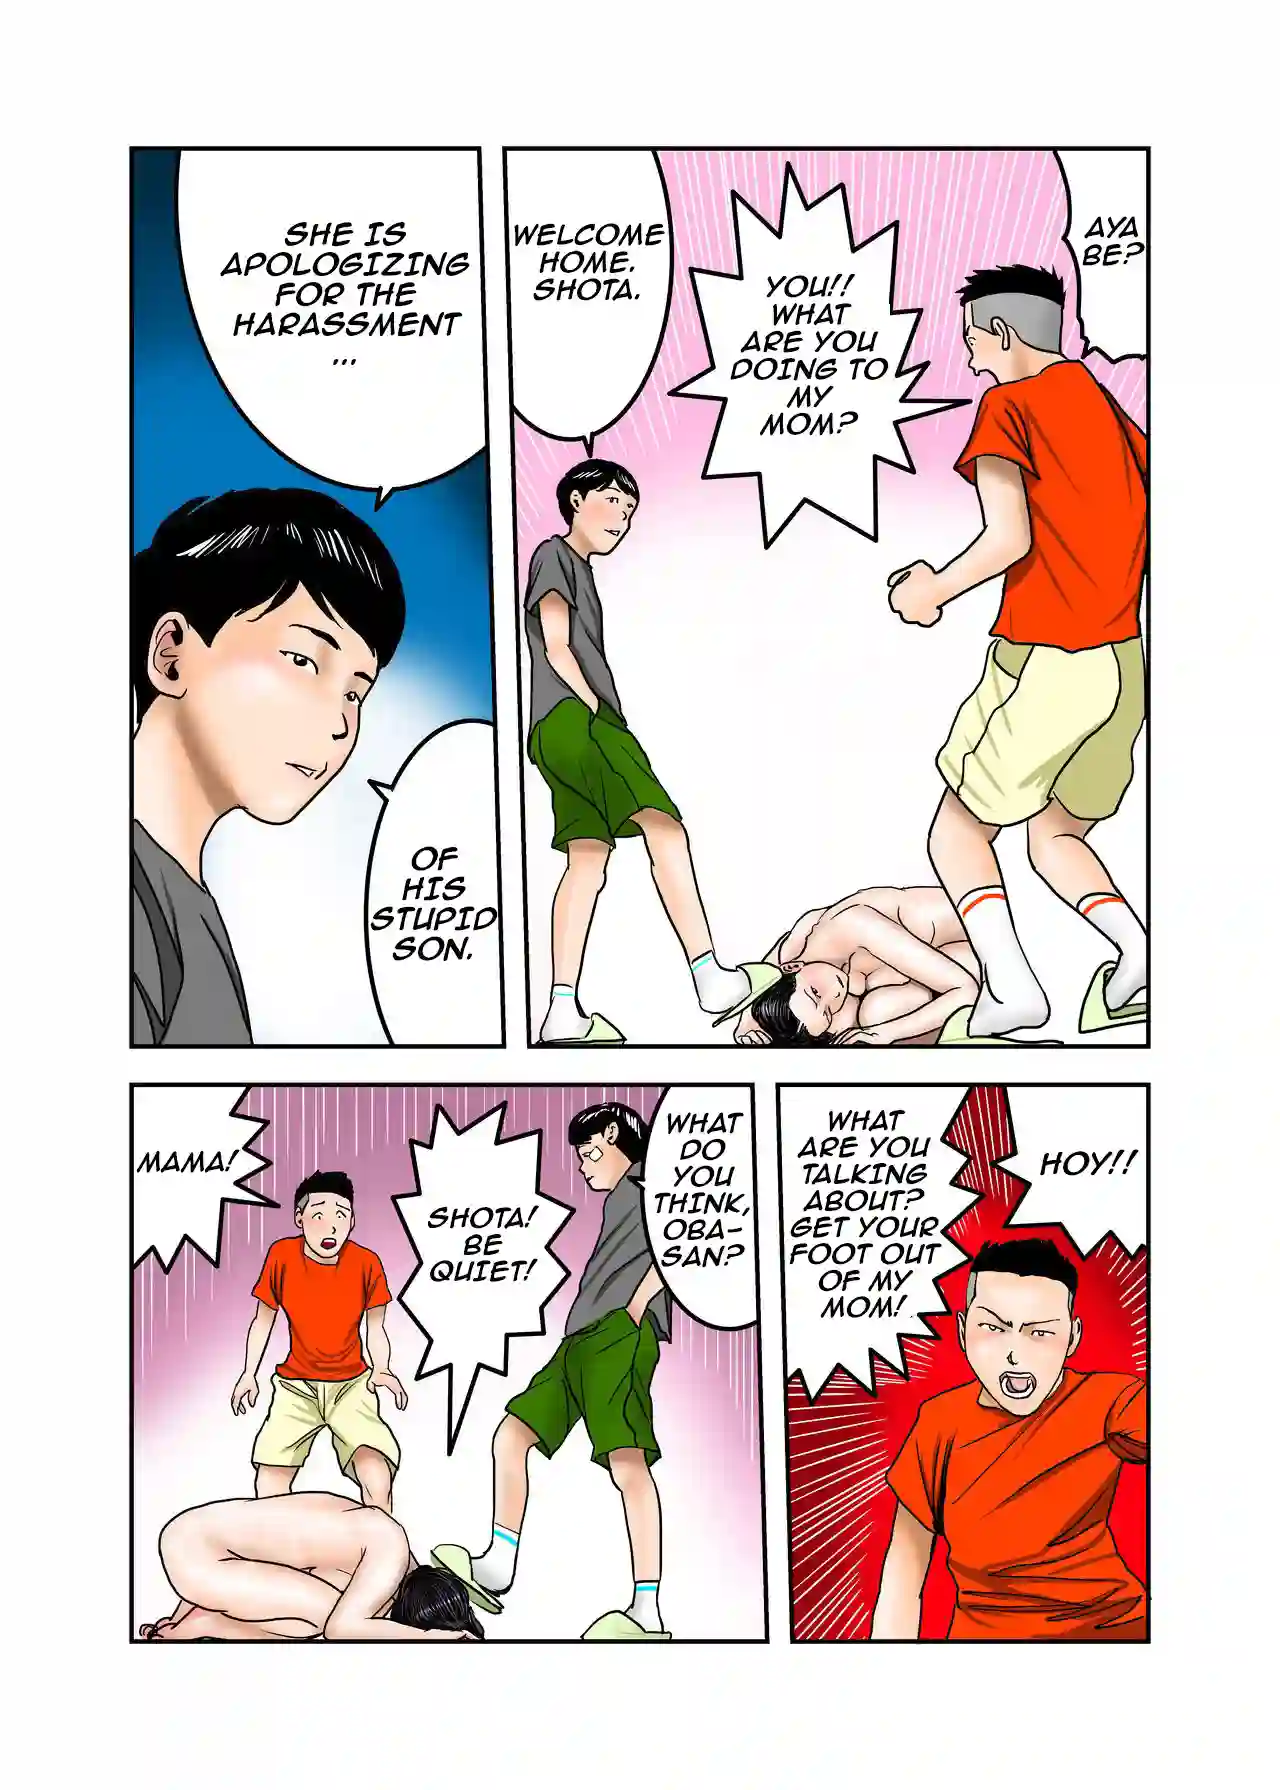 AYA
BE?
YOU!!
WHAT
ARE YOU
DOING TO
MY
MOM?
WELCOME
HOME.
SHOTA.
SHE IS
APOLOGIZING
FOR THE
HARASSMENT
...
OF
HIS
STUPID
SON.
HOY!!
WHAT
ARE YOU
TALKING
ABOUT?
GET YOUR
FOOT OUT
OF MY
MOM!
WHAT
DO
YOU
THINK,
OBA-
SAN?
SHOTA!
BE
QUIET!
MAMA!